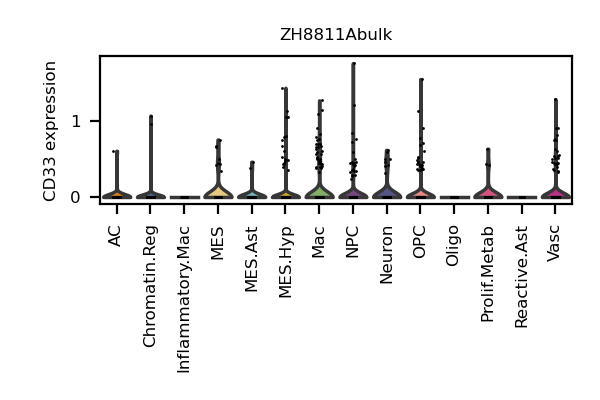 ZH8811Abulk
CD33 expression
1
0
AC
Chromatin.Reg
Inflammatory.Mac
MES
MES.Ast
MES.Hyp
Mac
NPC
Neuron
OPC
Oligo
Prolif.Metab
Reactive.Ast
Vasc